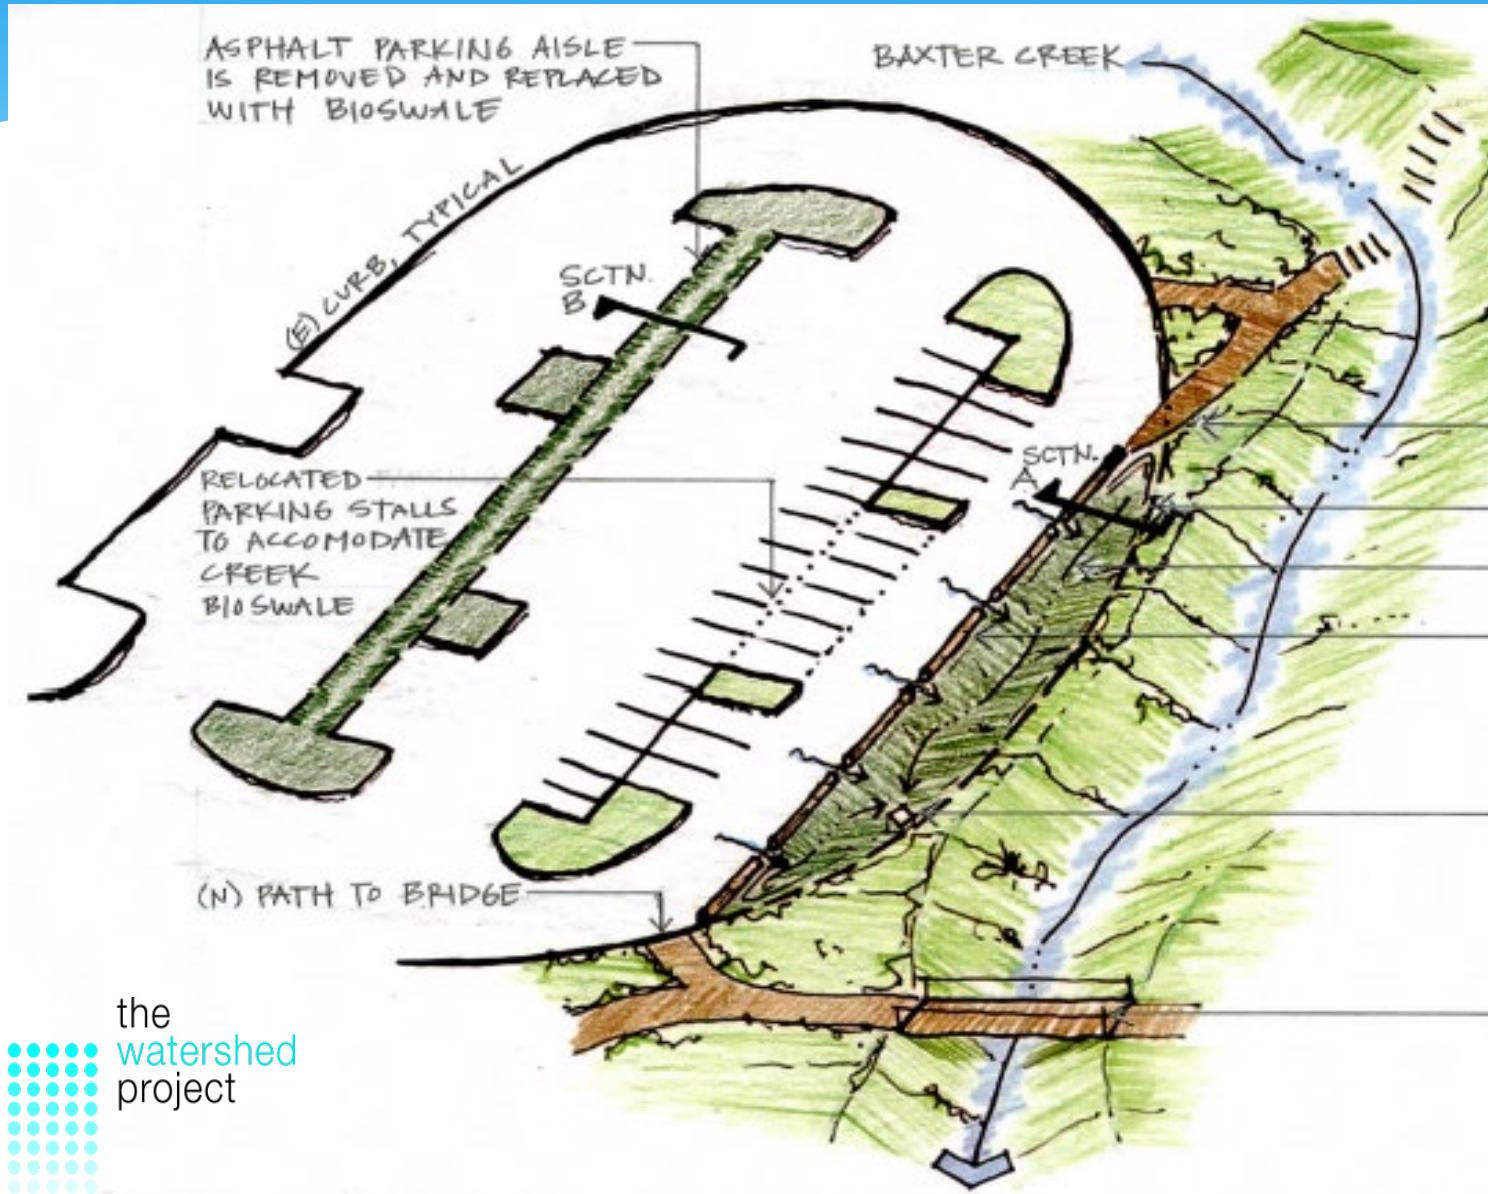 ASPHALT PARKING AISLE
IS REMOVED AND REPLACED
WITH BIOSWALE
BAXTER CREEK
(E) CURB, TYPICAL
SCTN.
B
SCTN.
A
RELOCATED
PARKING STALLS
TO ACCOMODATE
CREEK
BIOSWALE
(N) PATH TO BRIDGE
the
watershed
project